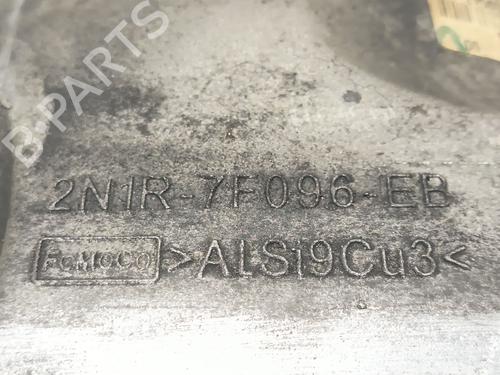 B-PARTS
2N1R-7F096-EB
FoMoCo >ALSi9Cu3<